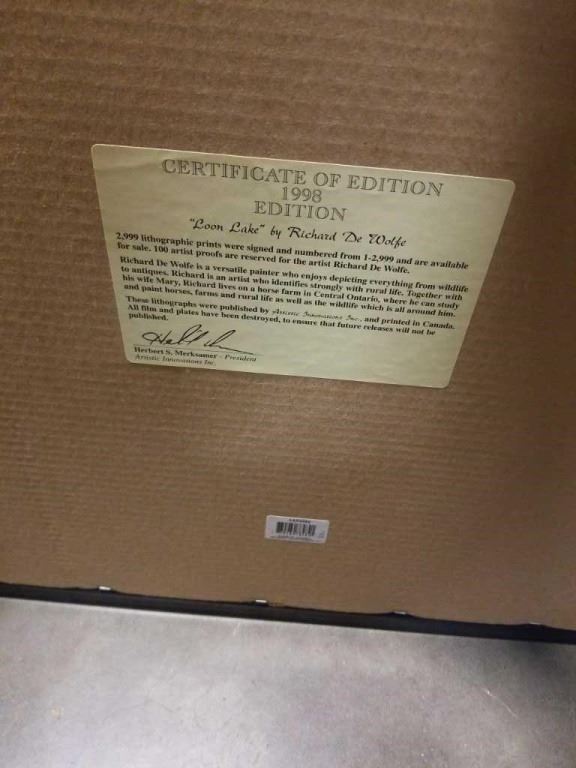 CERTIFICATE OF EDITION
1998
EDITION
"Loon Lake" by Richard De Wolfe
2,999 lithographic prints were signed and numbered from 1-2,999 and are available
for sale. 100 artist proofs are reserved for the artist Richard De Wolfe.
Richard De Wolfe is a versatile painter who enjoys depicting everything from wildlife
to antiques. Richard is an artist who identifies strongly with rural life. Together with
his wife Mary, Richard lives on a horse farm in Central Ontario, where he can study
and paint horses, farms and rural life as well as the wildlife which is all around him.
These lithographs were published by Artistic Innovations Inc., and printed in Canada.
All film and plates have been destroyed, to ensure that future releases will not be
published.
Herbert S. Merksamer - President
Artistic Innovations Inc.